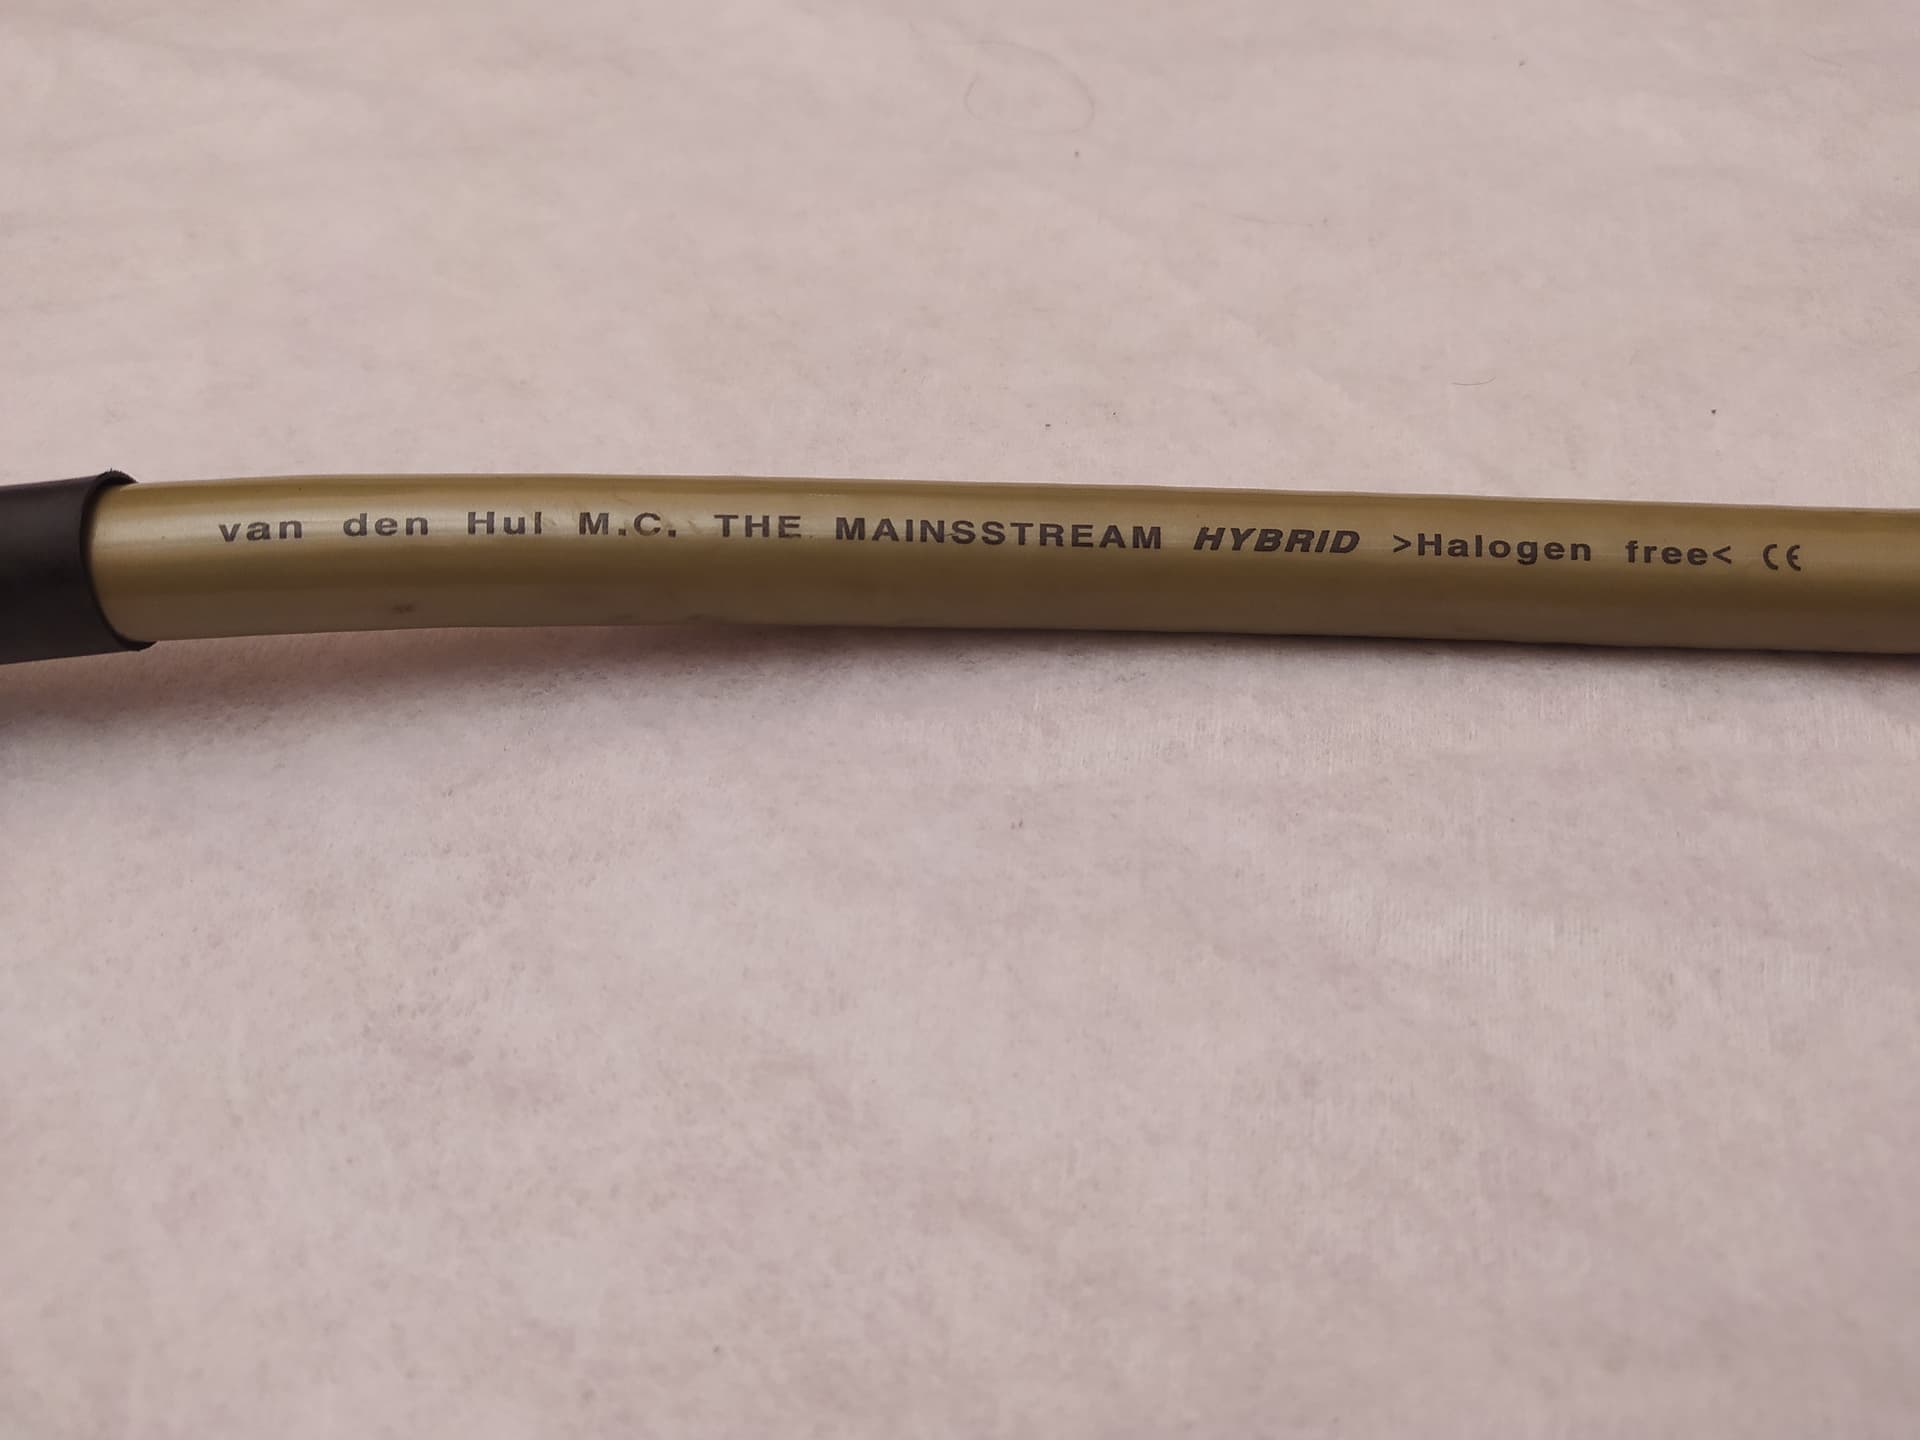 van den Hul M.C. THE MAINSSTREAM HYBRID >Halogen free< CE